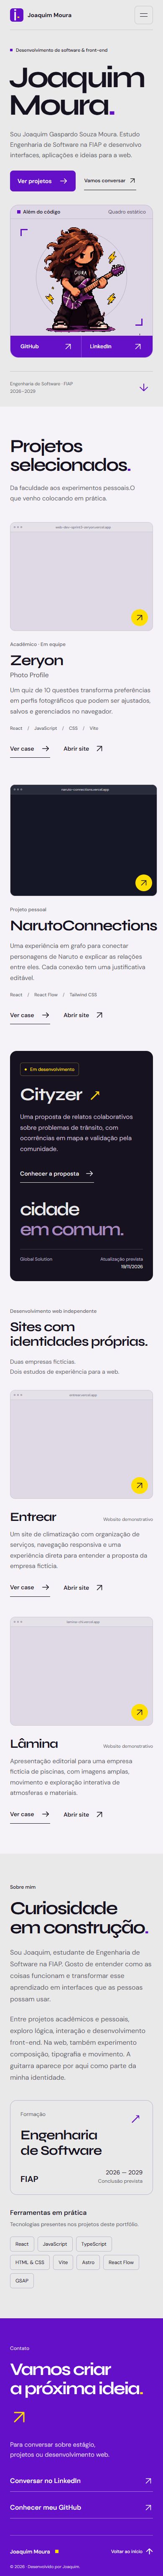 Joaquim Moura
Desenvolvimento de software & front-end
Joaquim
Moura.
Sou Joaquim Gaspardo Souza Moura. Estudo
Engenharia de Software na FIAP e desenvolvo
interfaces, aplicações e ideias para a web.
Ver projetos
Vamos conversar
Além do código
Quadro estático
GitHub
LinkedIn
Engenharia de Software · FIAP
2026—2029
Projetos
selecionados.
Da faculdade aos experimentos pessoais.O
que venho colocando em prática.
Acadêmico · Em equipe
Zeryon
Photo Profile
Um quiz de 10 questões transforma preferências
em perfis fotográficos que podem ser ajustados,
salvos e gerenciados no navegador.
React / JavaScript / CSS / Vite
Ver case
Abrir site
Projeto pessoal
NarutoConnections
Uma experiência em grafo para conectar
personagens de Naruto e explicar as relações
entre eles. Cada conexão tem uma justificativa
editável.
React / React Flow / Tailwind CSS
Ver case
Abrir site
Em desenvolvimento
Cityzer
Uma proposta de relatos colaborativos
sobre problemas de trânsito, com
ocorrências em mapa e validação pela
comunidade.
Conhecer a proposta
cidade
em comum.
Global Solution
Atualização prevista
19/11/2026
Desenvolvimento web independente
Sites com
identidades próprias.
Duas empresas fictícias.
Dois estudos de experiência para a web.
Entrear
Website demonstrativo
Um site de climatização com organização de
serviços, navegação responsiva e uma
experiência direta para entender a proposta da
empresa fictícia.
Ver case
Abrir site
Lâmina
Website demonstrativo
Apresentação editorial para uma empresa
fictícia de piscinas, com imagens amplas,
movimento e exploração interativa de
atmosferas e materiais.
Ver case
Abrir site
Sobre mim
Curiosidade
em construção.
Sou Joaquim, estudante de Engenharia de
Software na FIAP. Gosto de entender como as
coisas funcionam e transformar esse
aprendizado em interfaces que as pessoas
possam usar.
Entre projetos acadêmicos e pessoais,
exploro lógica, interação e desenvolvimento
front-end. Na web, também experimento
composição, tipografia e movimento. A
guitarra aparece por aqui como parte da
minha identidade.
Formação
Engenharia
de Software
FIAP
2026 — 2029
Conclusão prevista
Ferramentas em prática
Tecnologias presentes nos projetos deste portfólio.
React
JavaScript
TypeScript
HTML & CSS
Vite
Astro
React Flow
GSAP
Contato
Vamos criar
a próxima ideia.
Para conversar sobre estágio,
projetos ou desenvolvimento web.
Conversar no LinkedIn
Conhecer meu GitHub
Joaquim Moura
Voltar ao início
© 2026 · Desenvolvido por Joaquim.